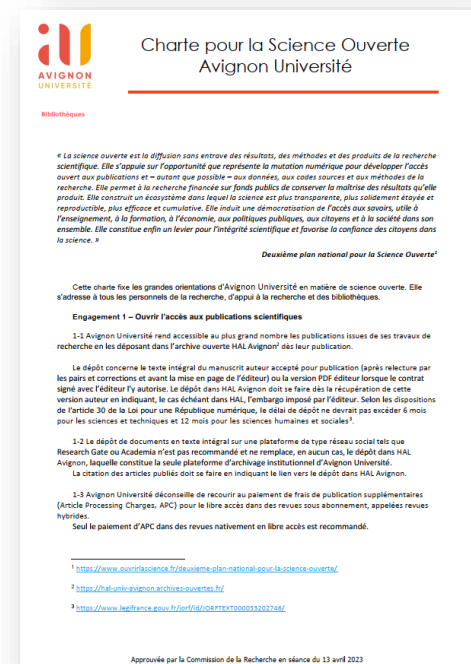 Charte pour la Science Ouverte
Avignon Université
AVIGNON
UNIVERSITÉ
Bibliothèques
« La science ouverte est la diffusion sans entrave des résultats, des méthodes et des produits de la recherche
scientifique. Elle s'appuie sur l'opportunité que représente la mutation numérique pour développer l'accès
ouvert aux publications et – autant que possible – aux données, aux codes sources et aux méthodes de la
recherche. Elle permet à la recherche financée sur fonds publics de conserver la maîtrise des résultats qu'elle
produit. Elle construit un écosystème dans lequel la science est plus transparente, plus solidement étayée et
reproductible, plus efficace et cumulative. Elle induit une démocratisation de l'accès aux savoirs, utile à
l'enseignement, à la formation, à l'économie, aux politiques publiques, aux citoyens et à la société dans son
ensemble. Elle constitue enfin un levier pour l'intégrité scientifique et favorise la confiance des citoyens dans
la science. »
Deuxième plan national pour la Science Ouverte¹
Cette charte fixe les grandes orientations d'Avignon Université en matière de science ouverte. Elle
s'adresse à tous les personnels de la recherche, d'appui à la recherche et des bibliothèques.
Engagement 1 – Ouvrir l'accès aux publications scientifiques
1-1 Avignon Université rend accessible au plus grand nombre les publications issues de ses travaux de
recherche en les déposant dans l'archive ouverte HAL Avignon² dès leur publication.
Le dépôt concerne le texte intégral du manuscrit auteur accepté pour publication (après relecture par
les pairs et corrections et avant la mise en page de l'éditeur) ou la version PDF éditeur lorsque le contrat
signé avec l'éditeur l'y autorise. Le dépôt dans HAL Avignon doit se faire dès la récupération de cette
version auteur en indiquant, le cas échéant dans HAL, l'embargo imposé par l'éditeur. Selon les dispositions
de l'article 30 de la Loi pour une République numérique, le délai de dépôt ne devrait pas excéder 6 mois
pour les sciences et techniques et 12 mois pour les sciences humaines et sociales³.
1-2 Le dépôt de documents en texte intégral sur une plateforme de type réseau social tels que
Research Gate ou Academia n'est pas recommandé et ne remplace, en aucun cas, le dépôt dans HAL
Avignon, laquelle constitue la seule plateforme d'archivage institutionnel d'Avignon Université.
La citation des articles publiés doit se faire en indiquant le lien vers le dépôt dans HAL Avignon.
1-3 Avignon Université déconseille de recourir au paiement de frais de publication supplémentaires
(Article Processing Charges, APC) pour le libre accès dans des revues sous abonnement, appelées revues
hybrides.
Seul le paiement d'APC dans des revues nativement en libre accès est recommandé.
¹ https://www.ouvrirlascience.fr/deuxieme-plan-national-pour-la-science-ouverte/
² https://hal-univ-avignon.archives-ouvertes.fr/
³ https://www.legifrance.gouv.fr/jorf/id/JORFTEXT000033202746/
Approuvée par la Commission de la Recherche en séance du 13 avril 2023